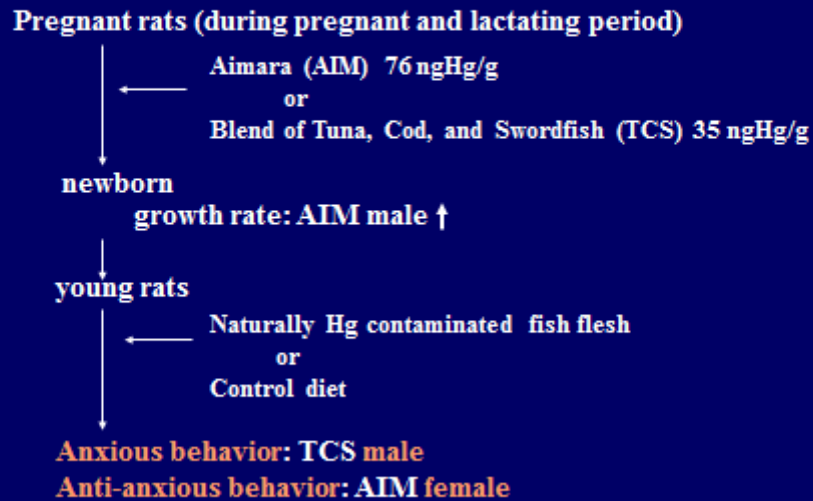 Pregnant rats (during pregnant and lactating period)
Aimara (AIM) 76 ngHg/g
or
Blend of Tuna, Cod, and Swordfish (TCS) 35 ngHg/g
newborn
growth rate: AIM male ↑
young rats
Naturally Hg contaminated fish flesh
or
Control diet
Anxious behavior: TCS male
Anti-anxious behavior: AIM female